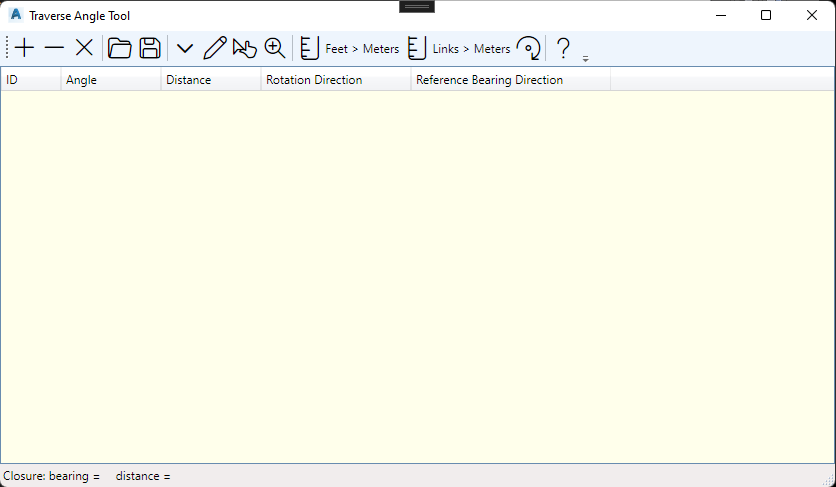 Traverse Angle Tool
Feet > Meters Links > Meters ?
ID Angle Distance Rotation Direction Reference Bearing Direction
Closure: bearing = distance =